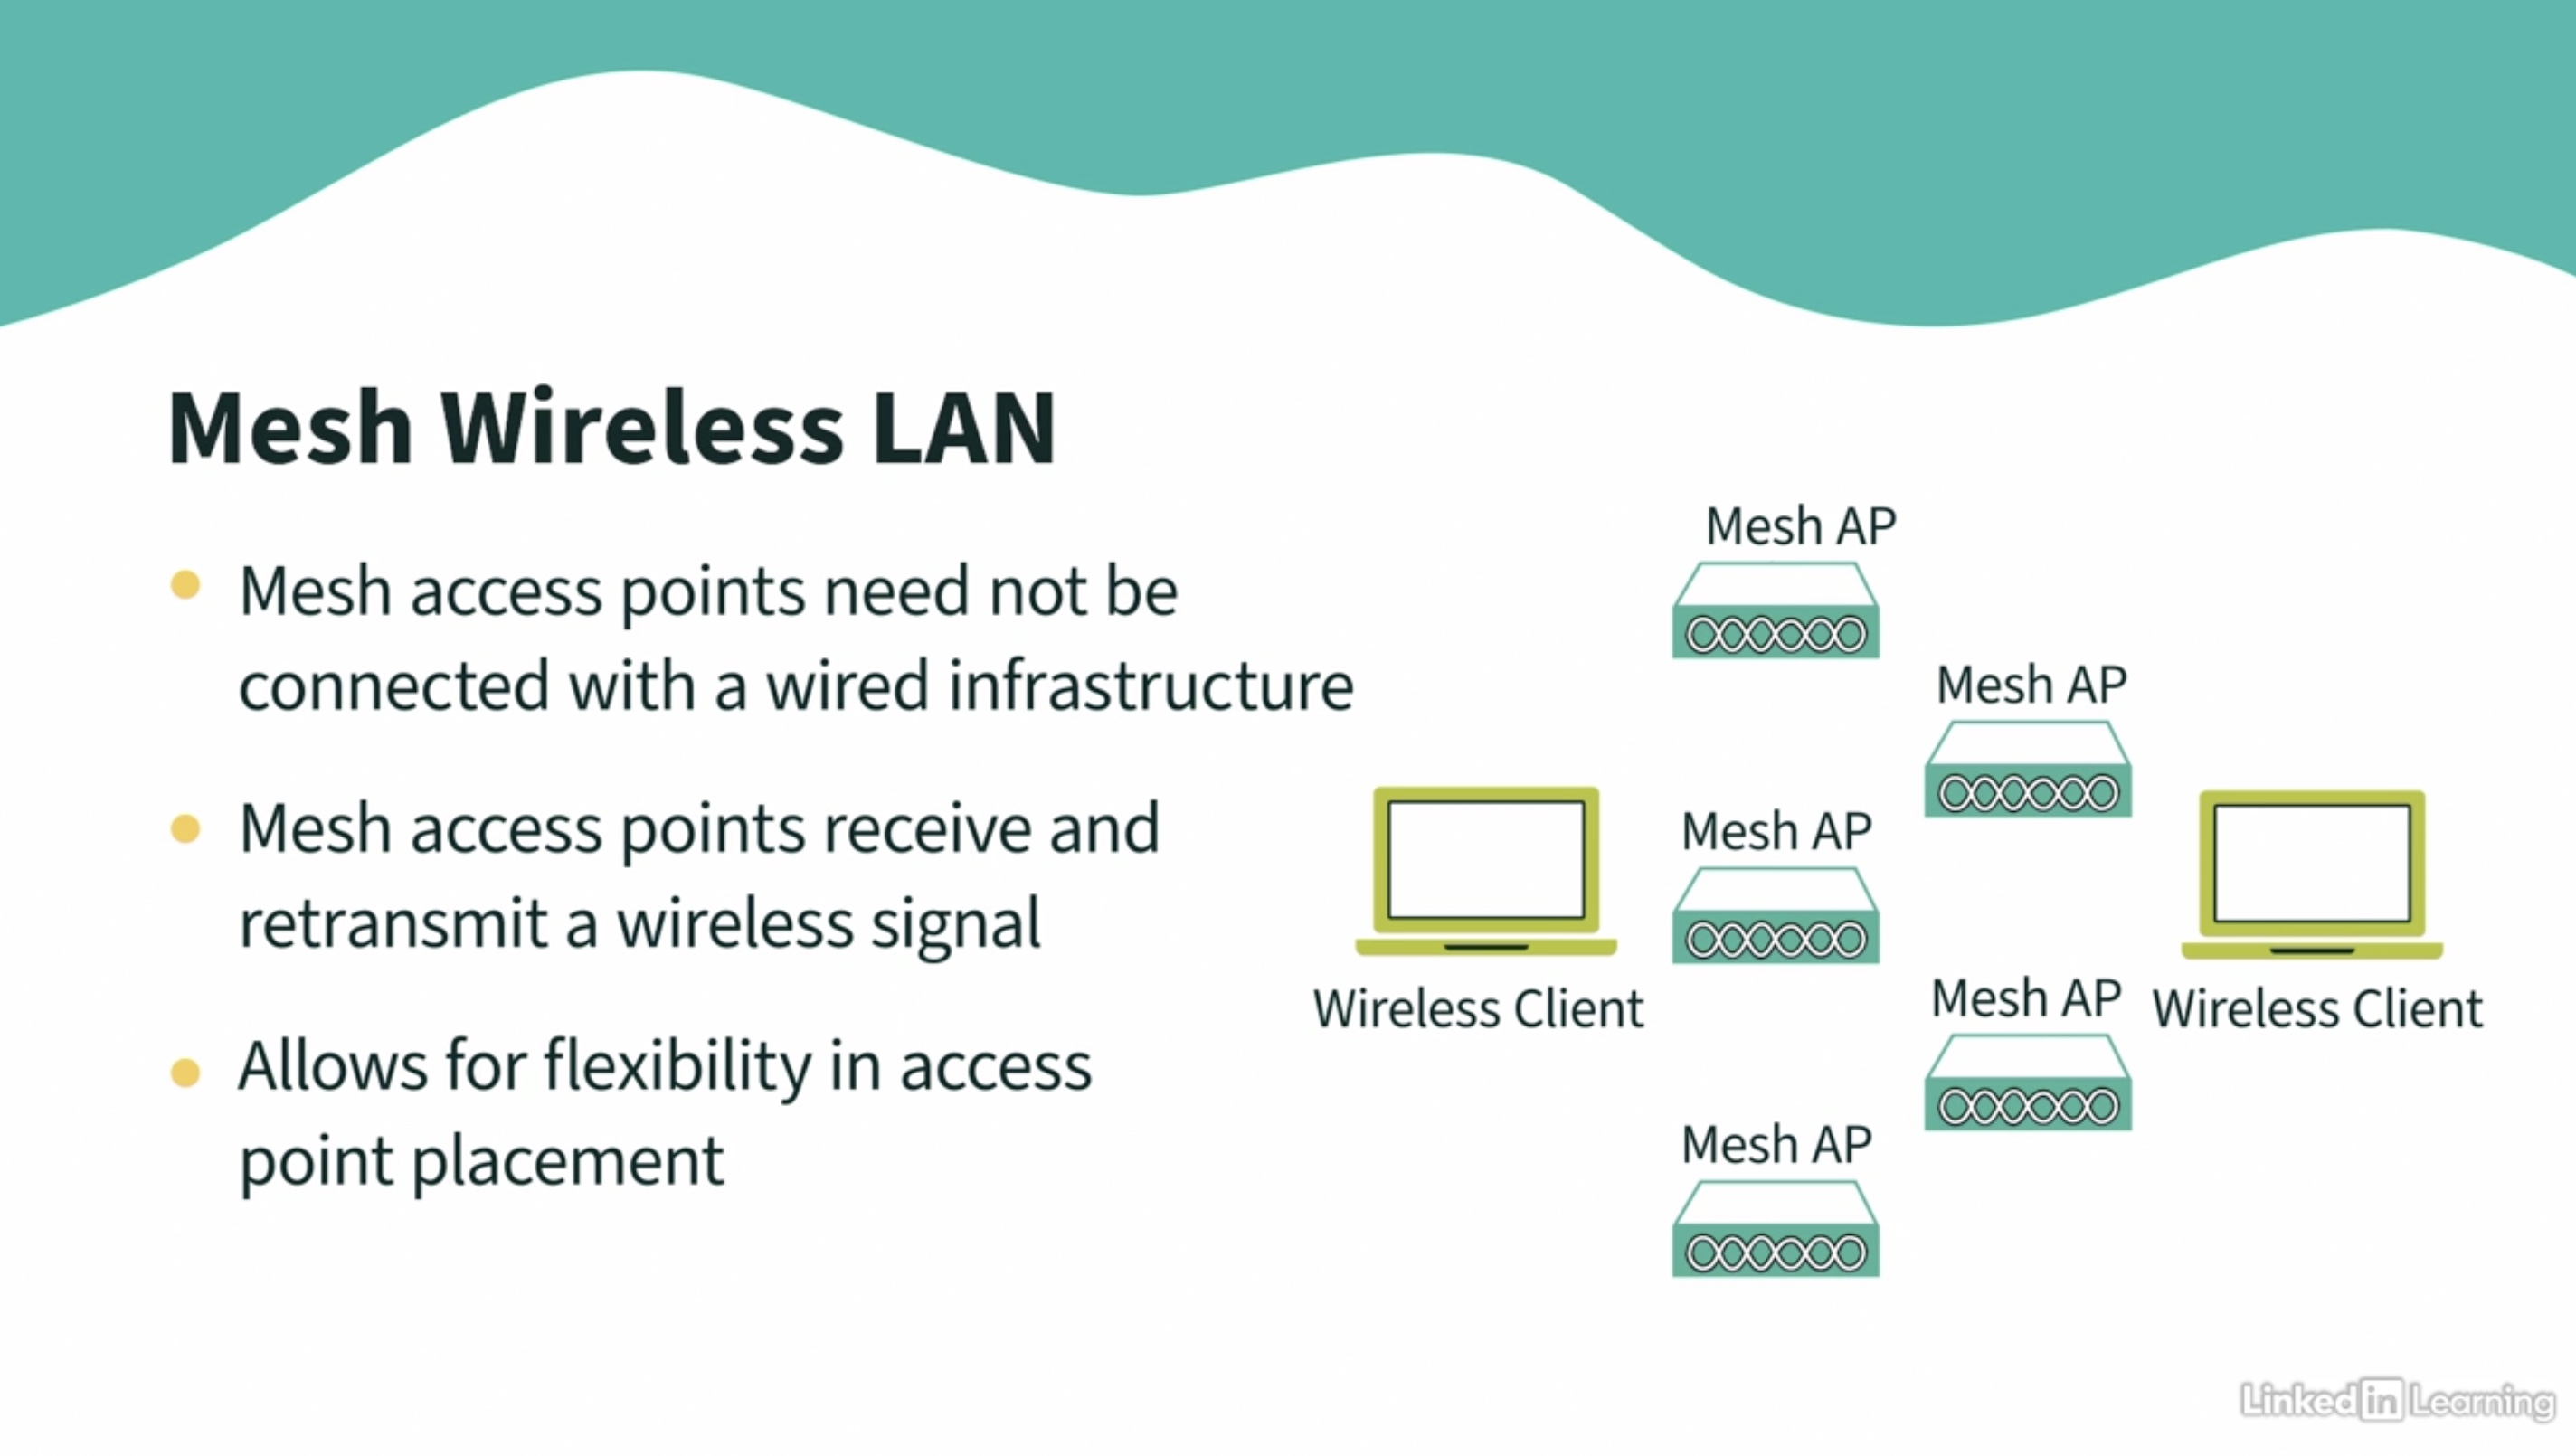 Mesh Wireless LAN
Mesh access points need not be
connected with a wired infrastructure
Mesh access points receive and
retransmit a wireless signal
Allows for flexibility in access
point placement
Mesh AP
Mesh AP
Mesh AP
Wireless Client
Mesh AP
Wireless Client
Mesh AP
Linked in Learning